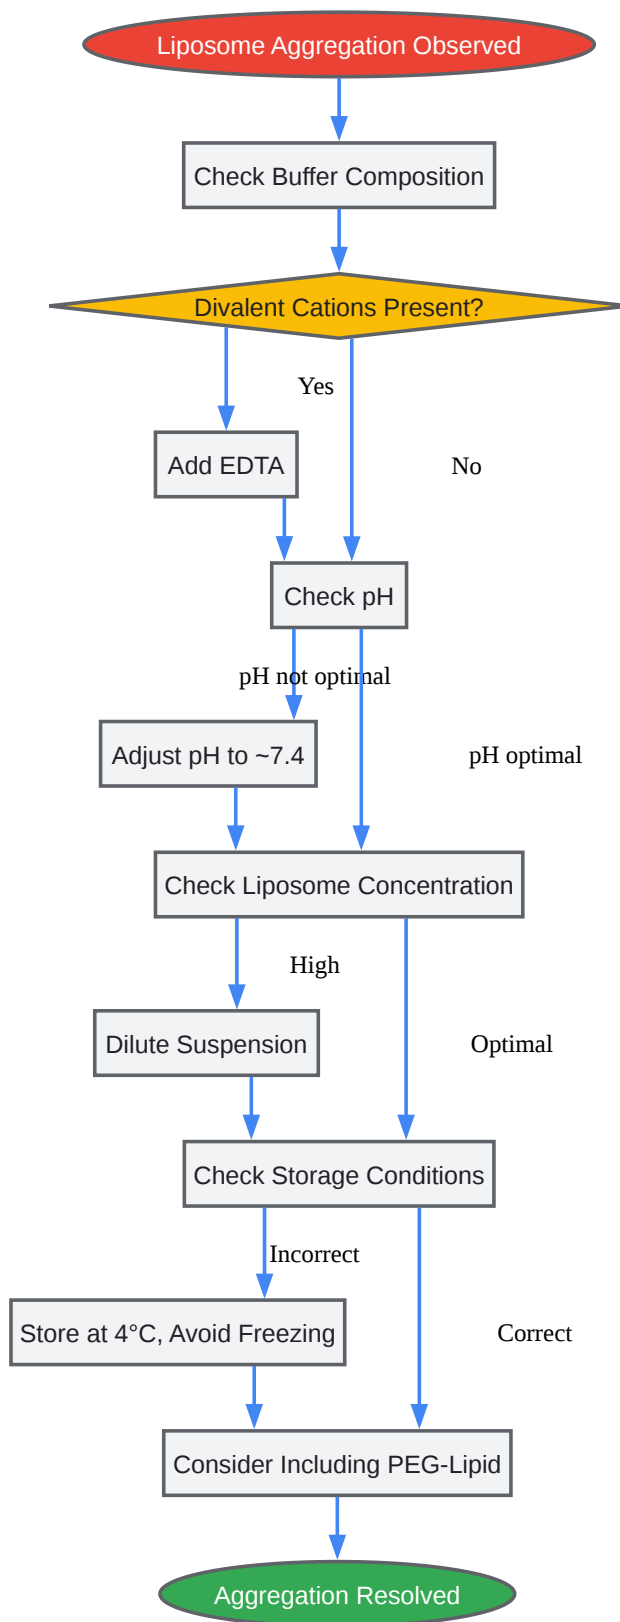 Liposome Aggregation Observed
Check Buffer Composition
Divalent Cations Present?
Yes
Add EDTA
No
Check pH
pH not optimal
Adjust pH to ~7.4
pH optimal
Check Liposome Concentration
High
Dilute Suspension
Optimal
Check Storage Conditions
Incorrect
Store at 4°C, Avoid Freezing
Correct
Consider Including PEG-Lipid
Aggregation Resolved